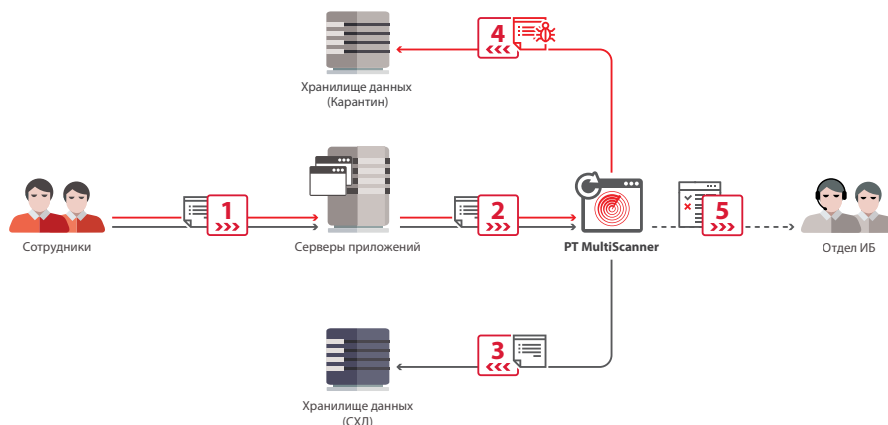 4
Хранилище данных
(Карантин)
1
2
5
Сотрудники
Серверы приложений
PT MultiScanner
Отдел ИБ
3
Хранилище данных
(СХД)